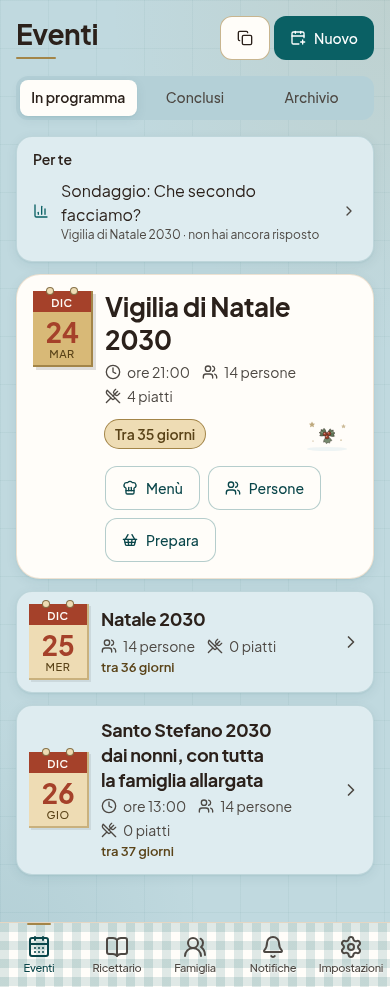 Eventi
Nuovo
In programma
Conclusi
Archivio
Per te
Sondaggio: Che secondo
facciamo?
Vigilia di Natale 2030 · non hai ancora risposto
DIC
24
MAR
Vigilia di Natale
2030
ore 21:00
14 persone
4 piatti
Tra 35 giorni
Menù
Persone
Prepara
DIC
25
MER
Natale 2030
14 persone
0 piatti
tra 36 giorni
DIC
26
GIO
Santo Stefano 2030
dai nonni, con tutta
la famiglia allargata
ore 13:00
14 persone
0 piatti
tra 37 giorni
Eventi
Ricettario
Famiglia
Notifiche
Impostazioni